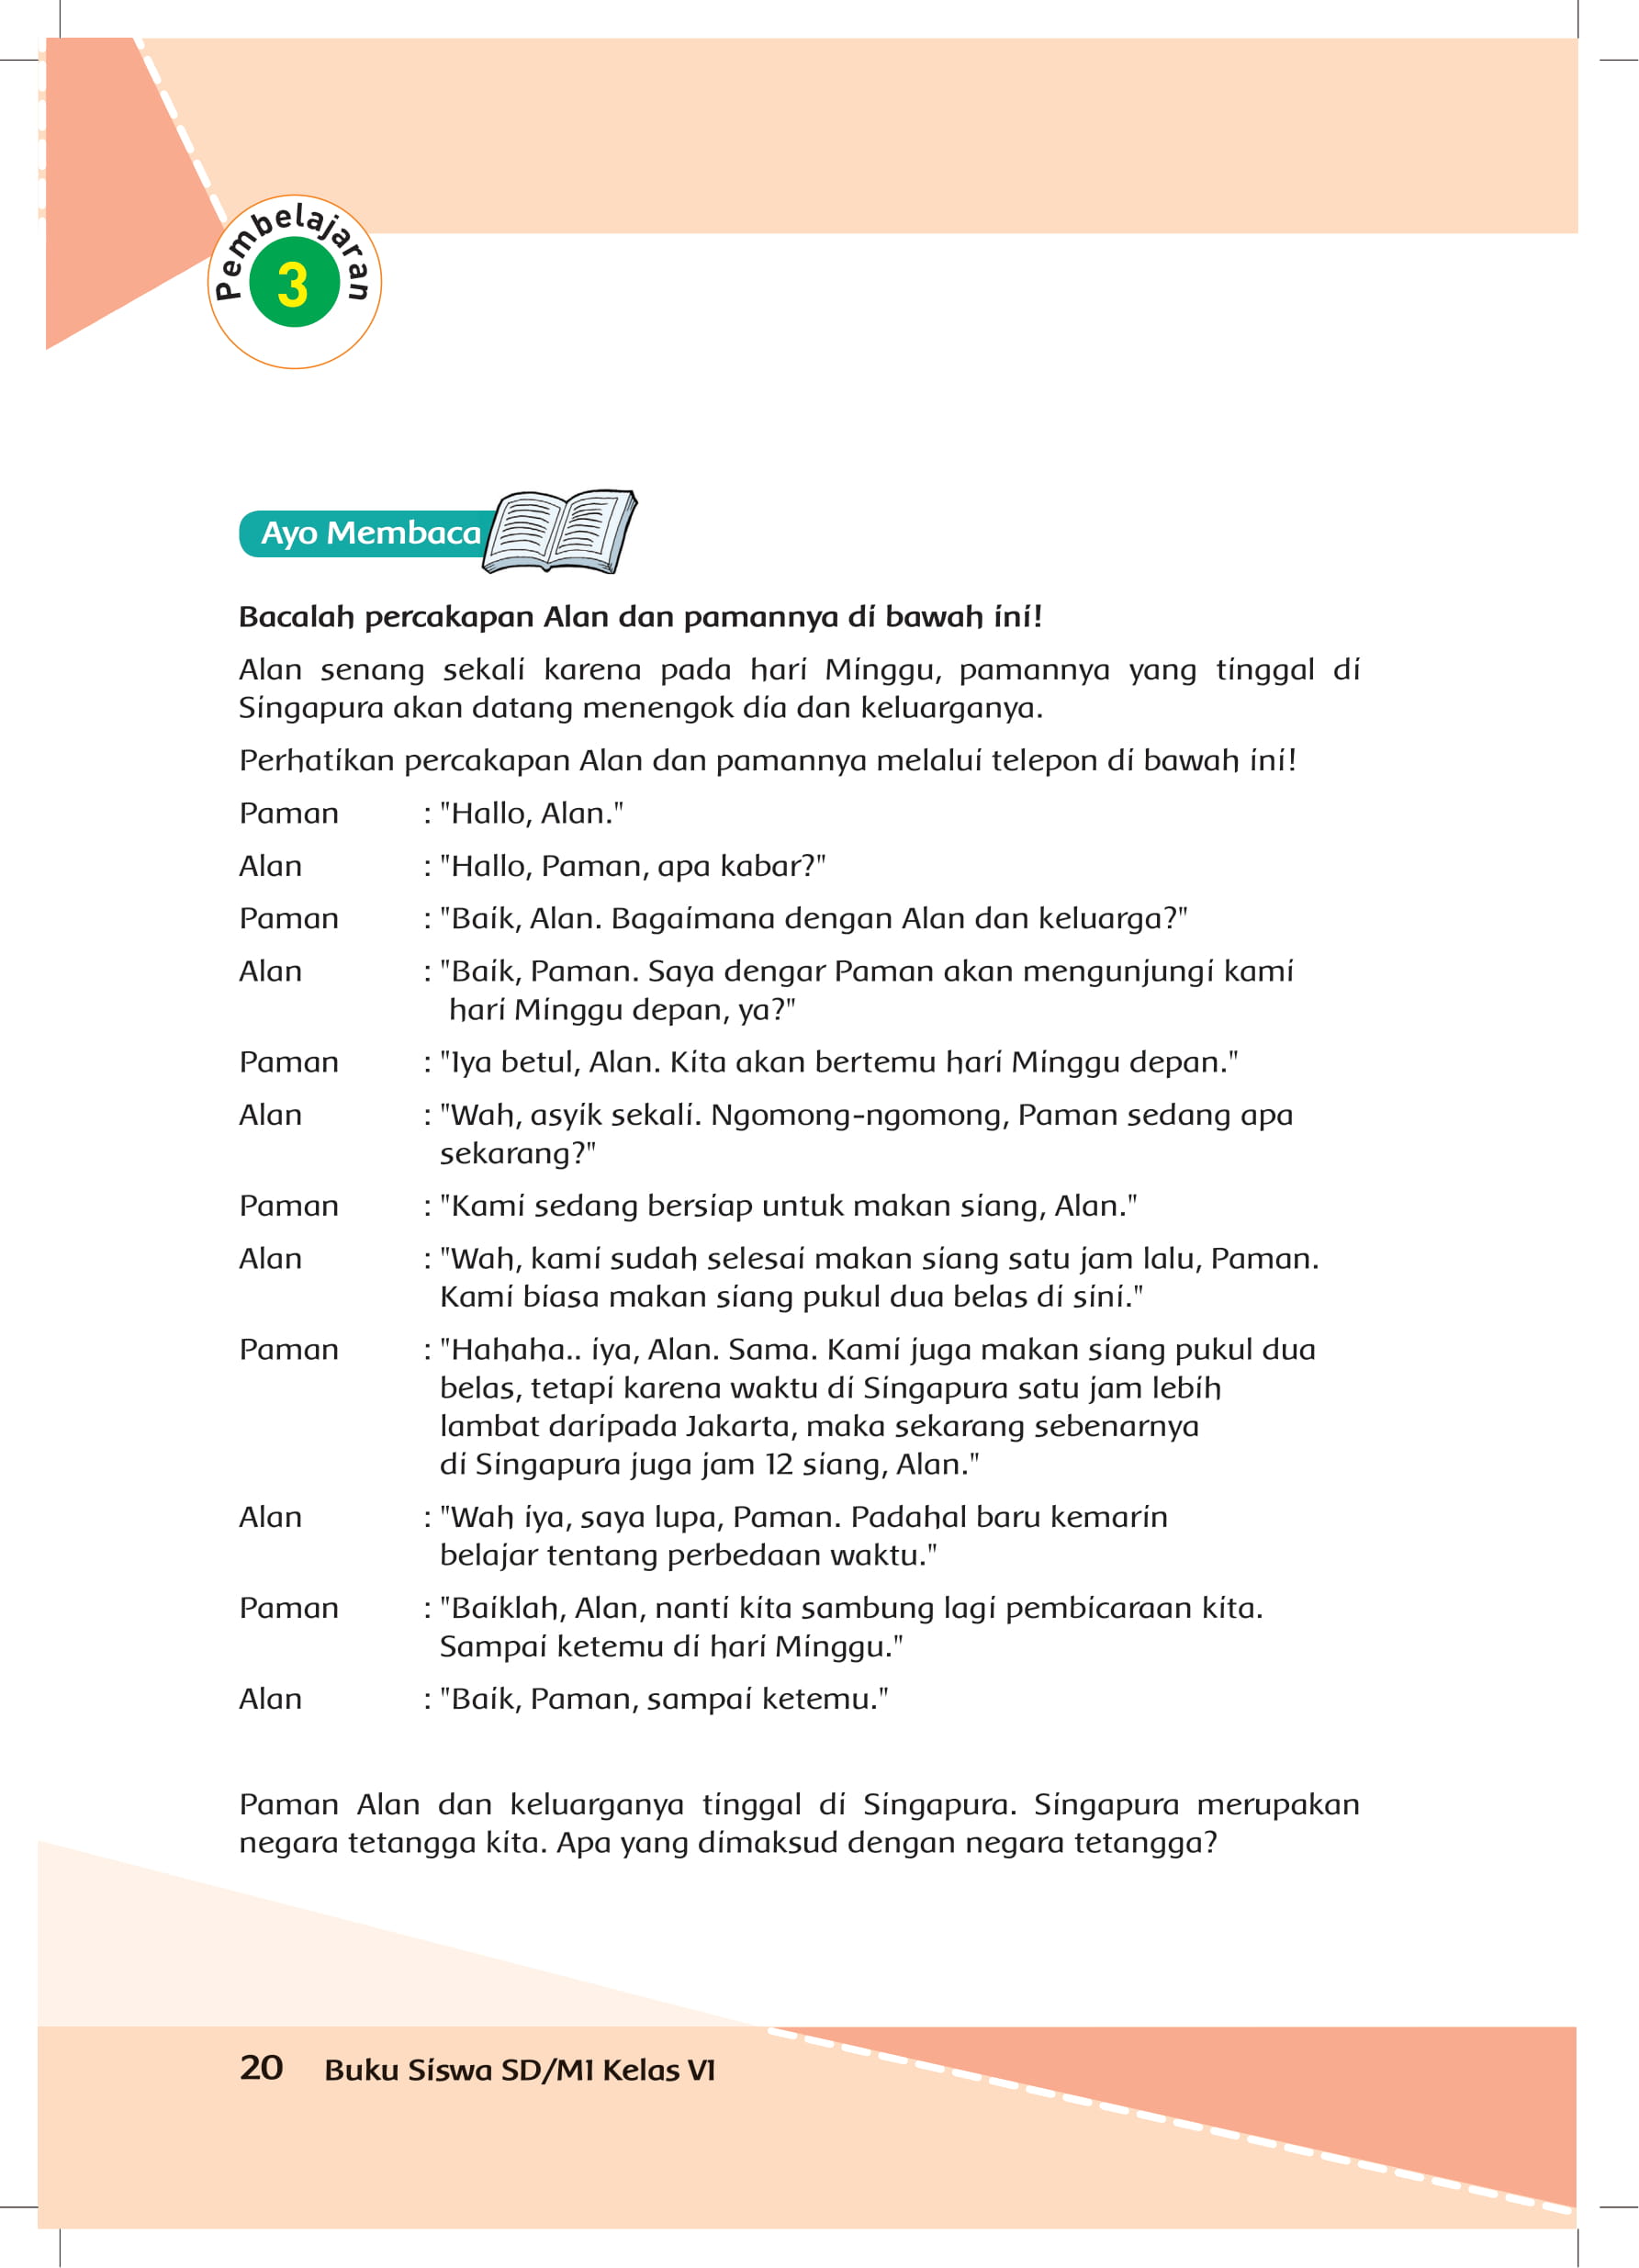 Pembelajaran
3
Ayo Membaca
Bacalah percakapan Alan dan pamannya di bawah ini!
Alan senang sekali karena pada hari Minggu, pamannya yang tinggal di
Singapura akan datang menengok dia dan keluarganya.
Perhatikan percakapan Alan dan pamannya melalui telepon di bawah ini!
Paman : "Hallo, Alan."
Alan : "Hallo, Paman, apa kabar?"
Paman : "Baik, Alan. Bagaimana dengan Alan dan keluarga?"
Alan : "Baik, Paman. Saya dengar Paman akan mengunjungi kami
hari Minggu depan, ya?"
Paman : "Iya betul, Alan. Kita akan bertemu hari Minggu depan."
Alan : "Wah, asyik sekali. Ngomong-ngomong, Paman sedang apa
sekarang?"
Paman : "Kami sedang bersiap untuk makan siang, Alan."
Alan : "Wah, kami sudah selesai makan siang satu jam lalu, Paman.
Kami biasa makan siang pukul dua belas di sini."
Paman : "Hahaha.. iya, Alan. Sama. Kami juga makan siang pukul dua
belas, tetapi karena waktu di Singapura satu jam lebih
lambat daripada Jakarta, maka sekarang sebenarnya
di Singapura juga jam 12 siang, Alan."
Alan : "Wah iya, saya lupa, Paman. Padahal baru kemarin
belajar tentang perbedaan waktu."
Paman : "Baiklah, Alan, nanti kita sambung lagi pembicaraan kita.
Sampai ketemu di hari Minggu."
Alan : "Baik, Paman, sampai ketemu."
Paman Alan dan keluarganya tinggal di Singapura. Singapura merupakan
negara tetangga kita. Apa yang dimaksud dengan negara tetangga?
20 Buku Siswa SD/MI Kelas VI